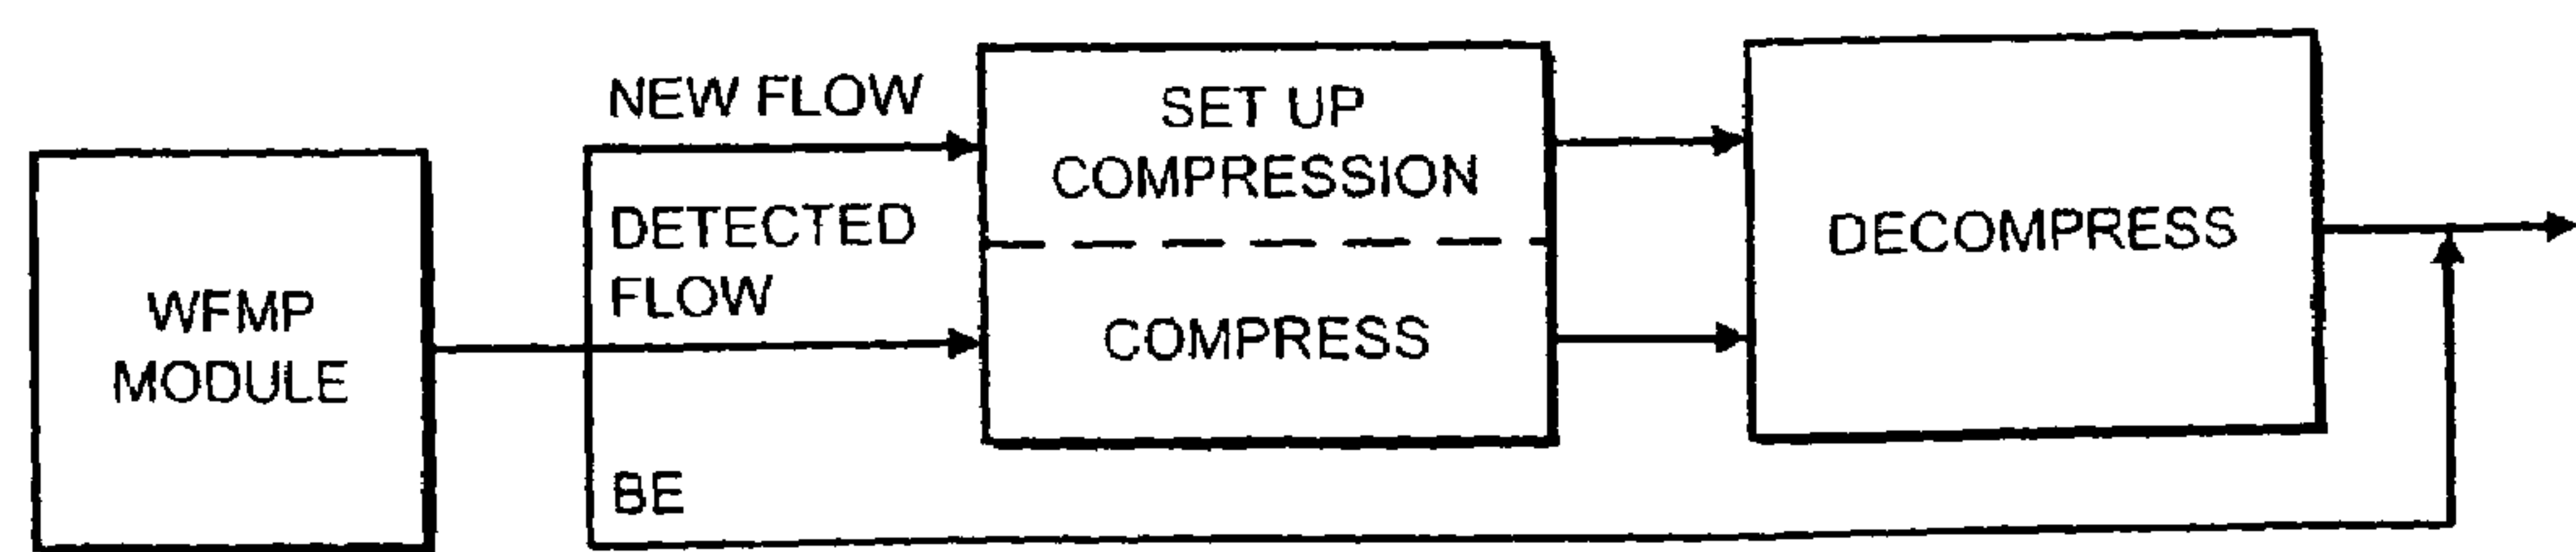 NEW FLOW
SET UP
COMPRESSION
DETECTED
FLOW
DECOMPRESS
WFMP
MODULE
COMPRESS
BE